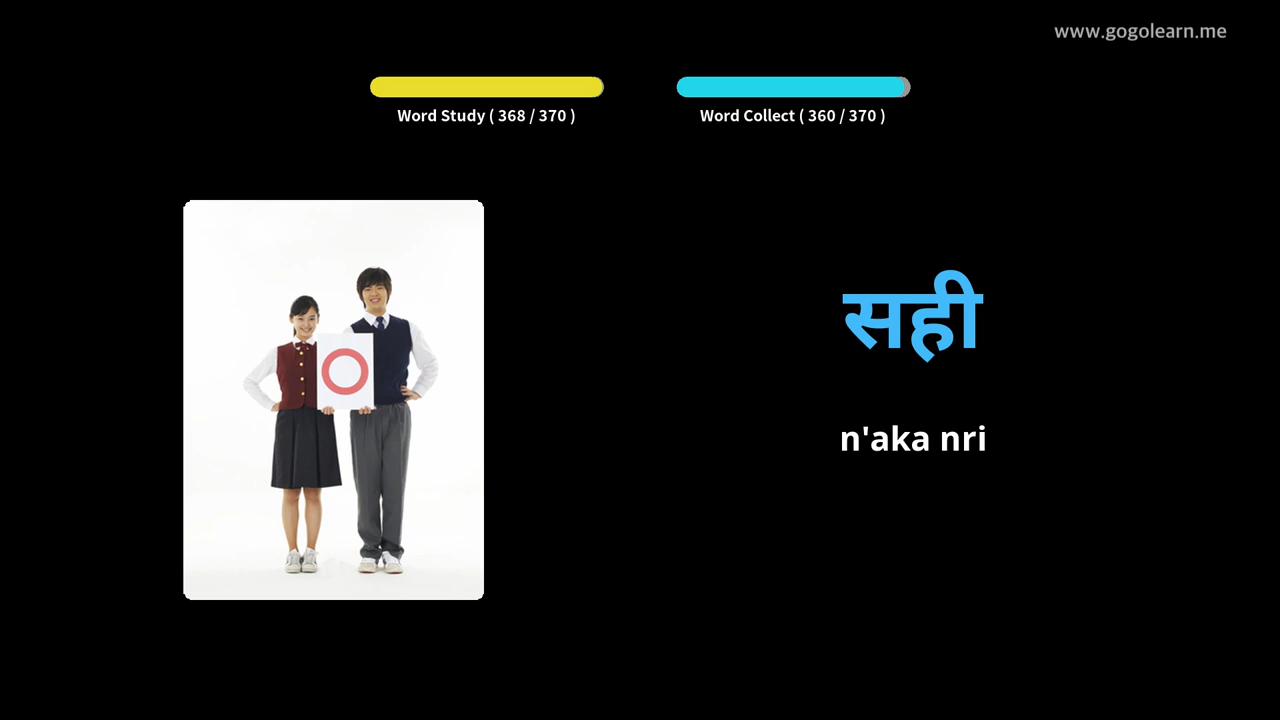 www.gogolearn.me
Word Study ( 368 / 370 )
Word Collect ( 360 / 370 )
सही
n'aka nri